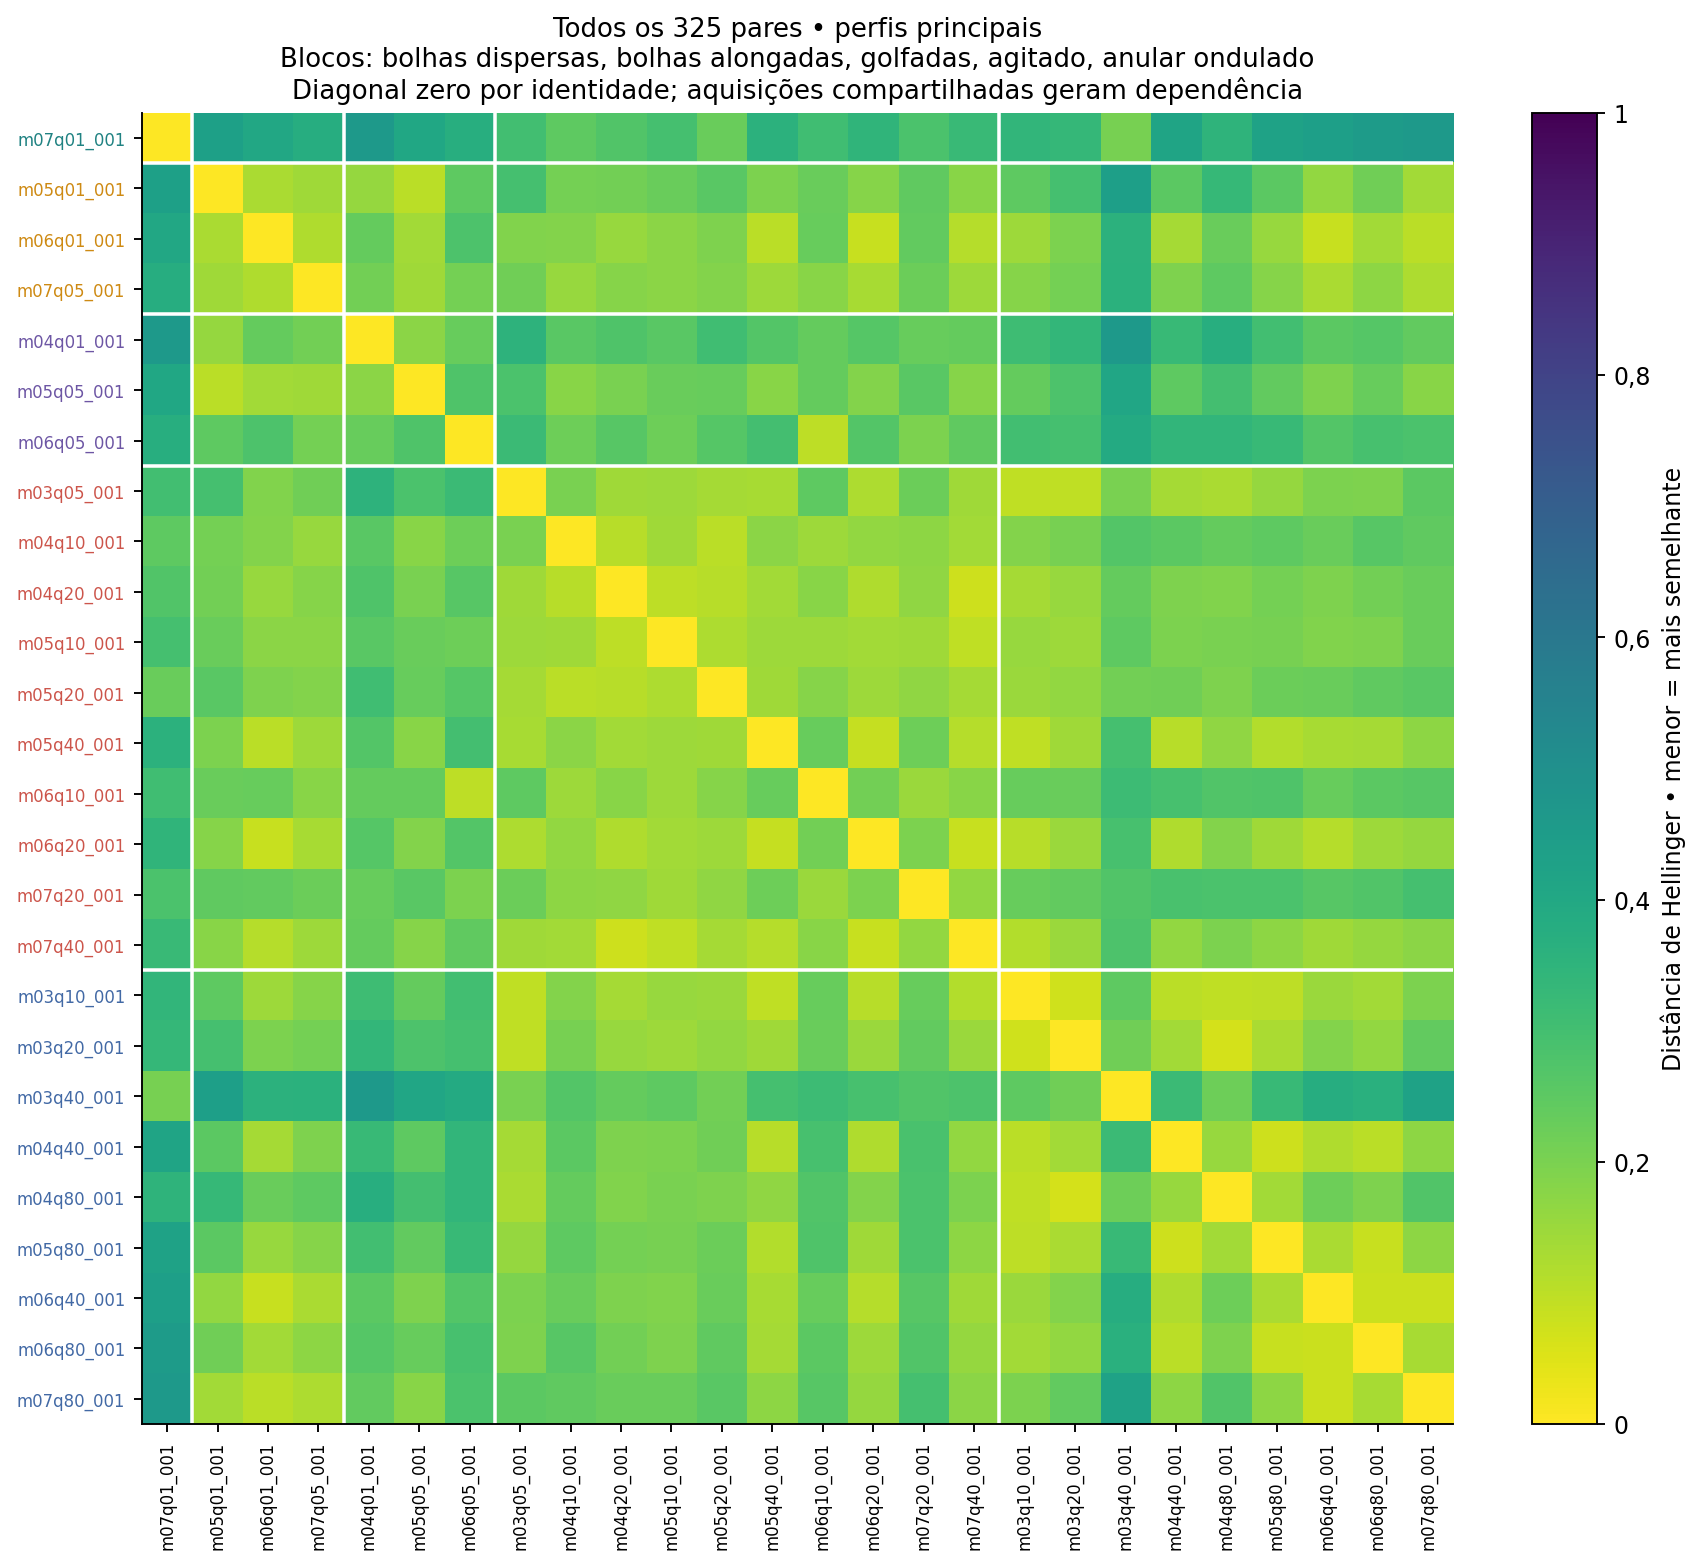 Todos os 325 pares • perfis principais
Blocos: bolhas dispersas, bolhas alongadas, golfadas, agitado, anular ondulado
Diagonal zero por identidade; aquisições compartilhadas geram dependência
m07q01_001
m05q01_001
m06q01_001
m07q05_001
m04q01_001
m05q05_001
m06q05_001
m03q05_001
m04q10_001
m04q20_001
m05q10_001
m05q20_001
m05q40_001
m06q10_001
m06q20_001
m07q20_001
m07q40_001
m03q10_001
m03q20_001
m03q40_001
m04q40_001
m04q80_001
m05q80_001
m06q40_001
m06q80_001
m07q80_001
m07q01_001
m05q01_001
m06q01_001
m07q05_001
m04q01_001
m05q05_001
m06q05_001
m03q05_001
m04q10_001
m04q20_001
m05q10_001
m05q20_001
m05q40_001
m06q10_001
m06q20_001
m07q20_001
m07q40_001
m03q10_001
m03q20_001
m03q40_001
m04q40_001
m04q80_001
m05q80_001
m06q40_001
m06q80_001
m07q80_001
1
0,8
0,6
0,4
0,2
0
Distância de Hellinger • menor = mais semelhante